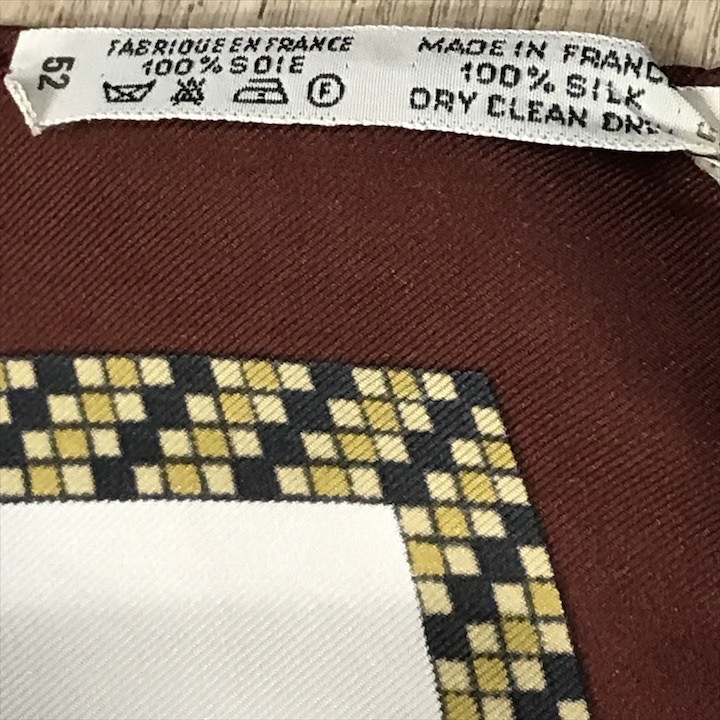 52
FABRIQUE EN FRANCE
100% SOIE
F
MADE IN FRANC
100% SILK
DRY CLEAN